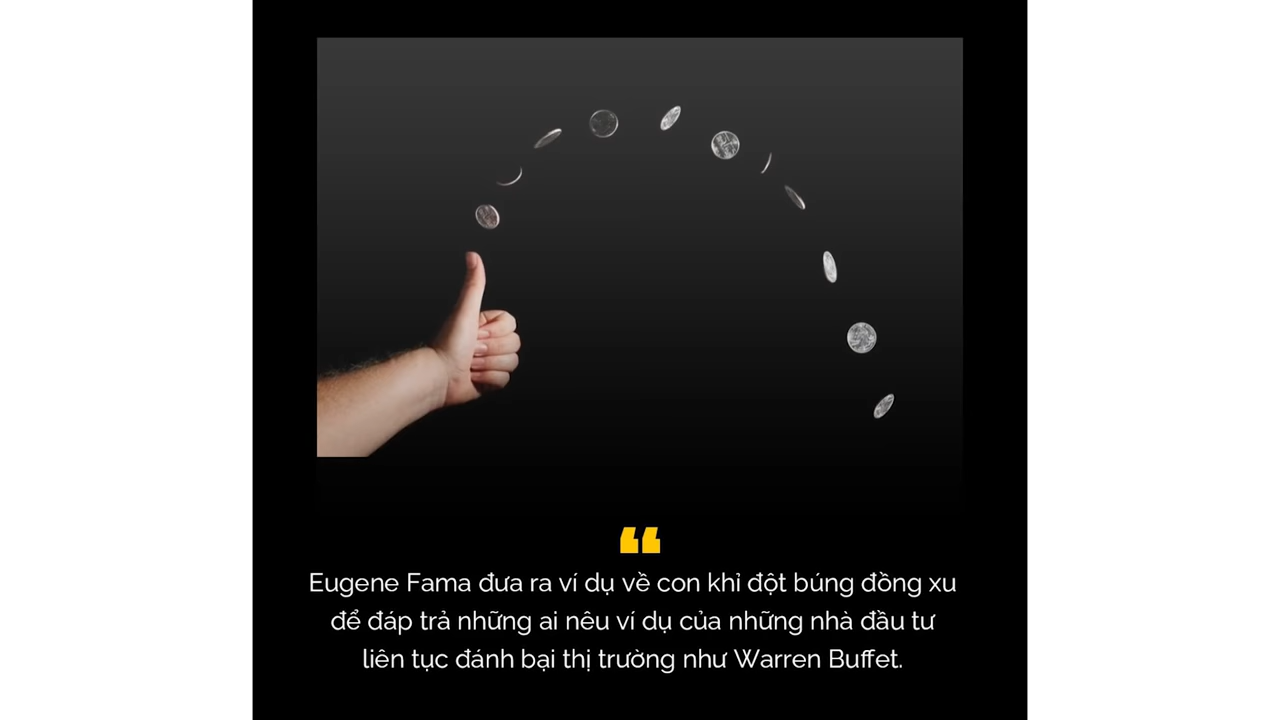 ❝
Eugene Fama đưa ra ví dụ về con khỉ đột búng đồng xu
để đáp trả những ai nêu ví dụ của những nhà đầu tư
liên tục đánh bại thị trường như Warren Buffet.